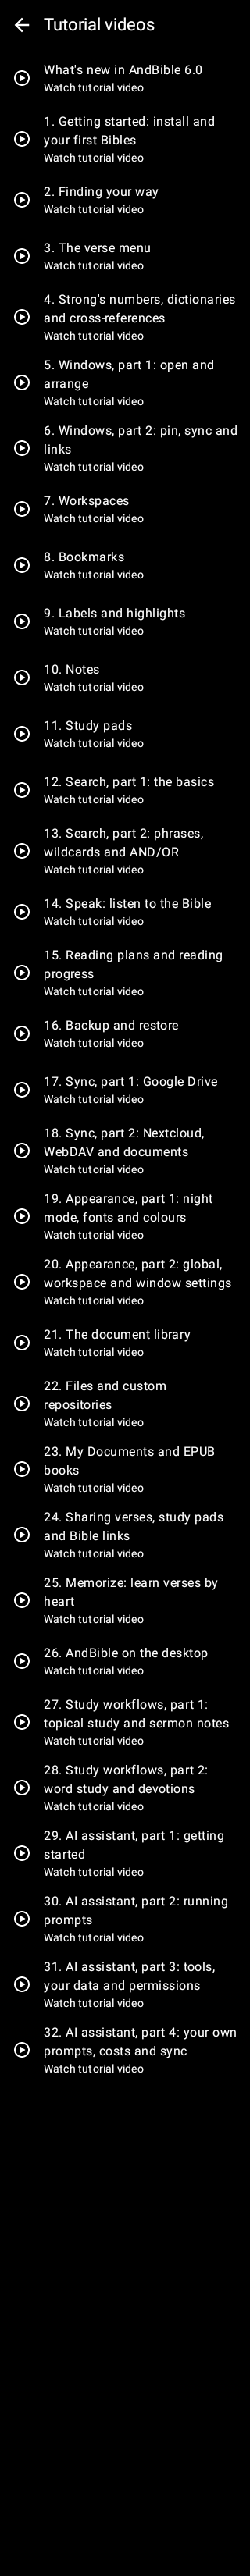 Tutorial videos
What's new in AndBible 6.0
Watch tutorial video
1. Getting started: install and
your first Bibles
Watch tutorial video
2. Finding your way
Watch tutorial video
3. The verse menu
Watch tutorial video
4. Strong's numbers, dictionaries
and cross-references
Watch tutorial video
5. Windows, part 1: open and
arrange
Watch tutorial video
6. Windows, part 2: pin, sync and
links
Watch tutorial video
7. Workspaces
Watch tutorial video
8. Bookmarks
Watch tutorial video
9. Labels and highlights
Watch tutorial video
10. Notes
Watch tutorial video
11. Study pads
Watch tutorial video
12. Search, part 1: the basics
Watch tutorial video
13. Search, part 2: phrases,
wildcards and AND/OR
Watch tutorial video
14. Speak: listen to the Bible
Watch tutorial video
15. Reading plans and reading
progress
Watch tutorial video
16. Backup and restore
Watch tutorial video
17. Sync, part 1: Google Drive
Watch tutorial video
18. Sync, part 2: Nextcloud,
WebDAV and documents
Watch tutorial video
19. Appearance, part 1: night
mode, fonts and colours
Watch tutorial video
20. Appearance, part 2: global,
workspace and window settings
Watch tutorial video
21. The document library
Watch tutorial video
22. Files and custom
repositories
Watch tutorial video
23. My Documents and EPUB
books
Watch tutorial video
24. Sharing verses, study pads
and Bible links
Watch tutorial video
25. Memorize: learn verses by
heart
Watch tutorial video
26. AndBible on the desktop
Watch tutorial video
27. Study workflows, part 1:
topical study and sermon notes
Watch tutorial video
28. Study workflows, part 2:
word study and devotions
Watch tutorial video
29. AI assistant, part 1: getting
started
Watch tutorial video
30. AI assistant, part 2: running
prompts
Watch tutorial video
31. AI assistant, part 3: tools,
your data and permissions
Watch tutorial video
32. AI assistant, part 4: your own
prompts, costs and sync
Watch tutorial video